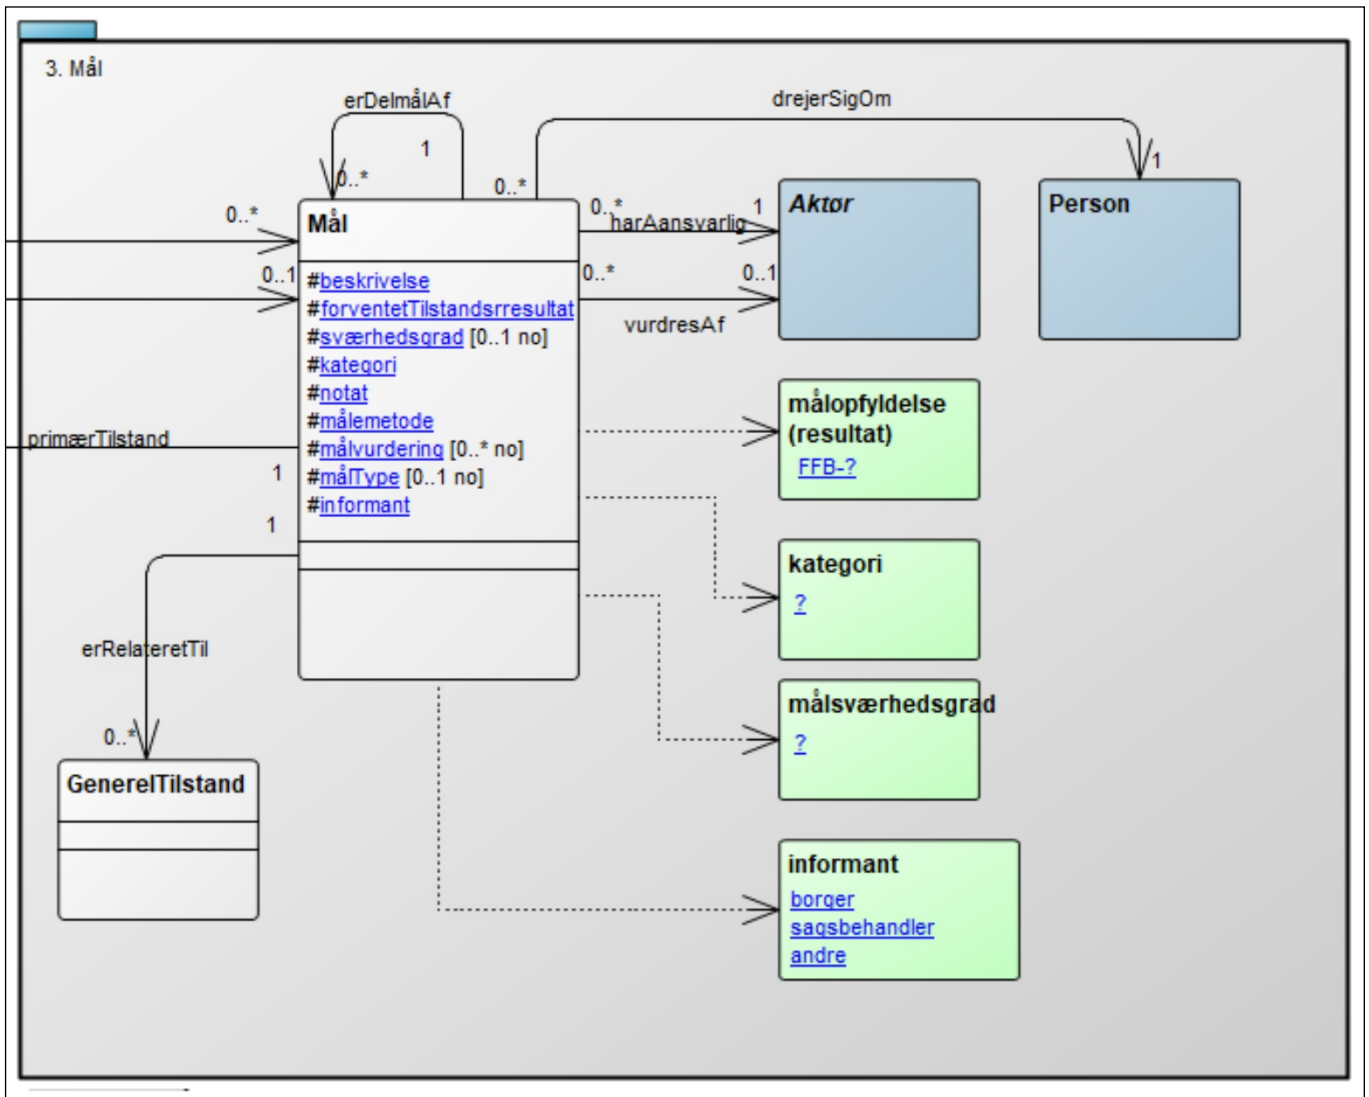 3. Mål
erDelmålAf
drejerSigOm
1
0..*
0..*
1
0..*
Mål
0..*
harAansvarlig
1
Aktør
Person
0..1
#beskrivelse
#forventetTilstandsrresultat
#sværhedsgrad [0..1 no]
#kategori
#notat
#målemetode
#målvurdering [0..* no]
#målType [0..1 no]
#informant
0..*
0..1
vurdresAf
primærTilstand
1
1
målopfyldelse
(resultat)
FFB-?
kategori
?
erRelateretTil
0..*
målsværhedsgrad
?
GenerelTilstand
informant
borger
sagsbehandler
andre